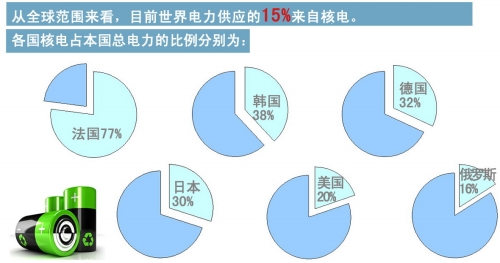 从全球范围来看，目前世界电力供应的15%来自核电。
各国核电占本国总电力的比例分别为：
法国77%
韩国
38%
德国
32%
日本
30%
美国
20%
俄罗斯
16%